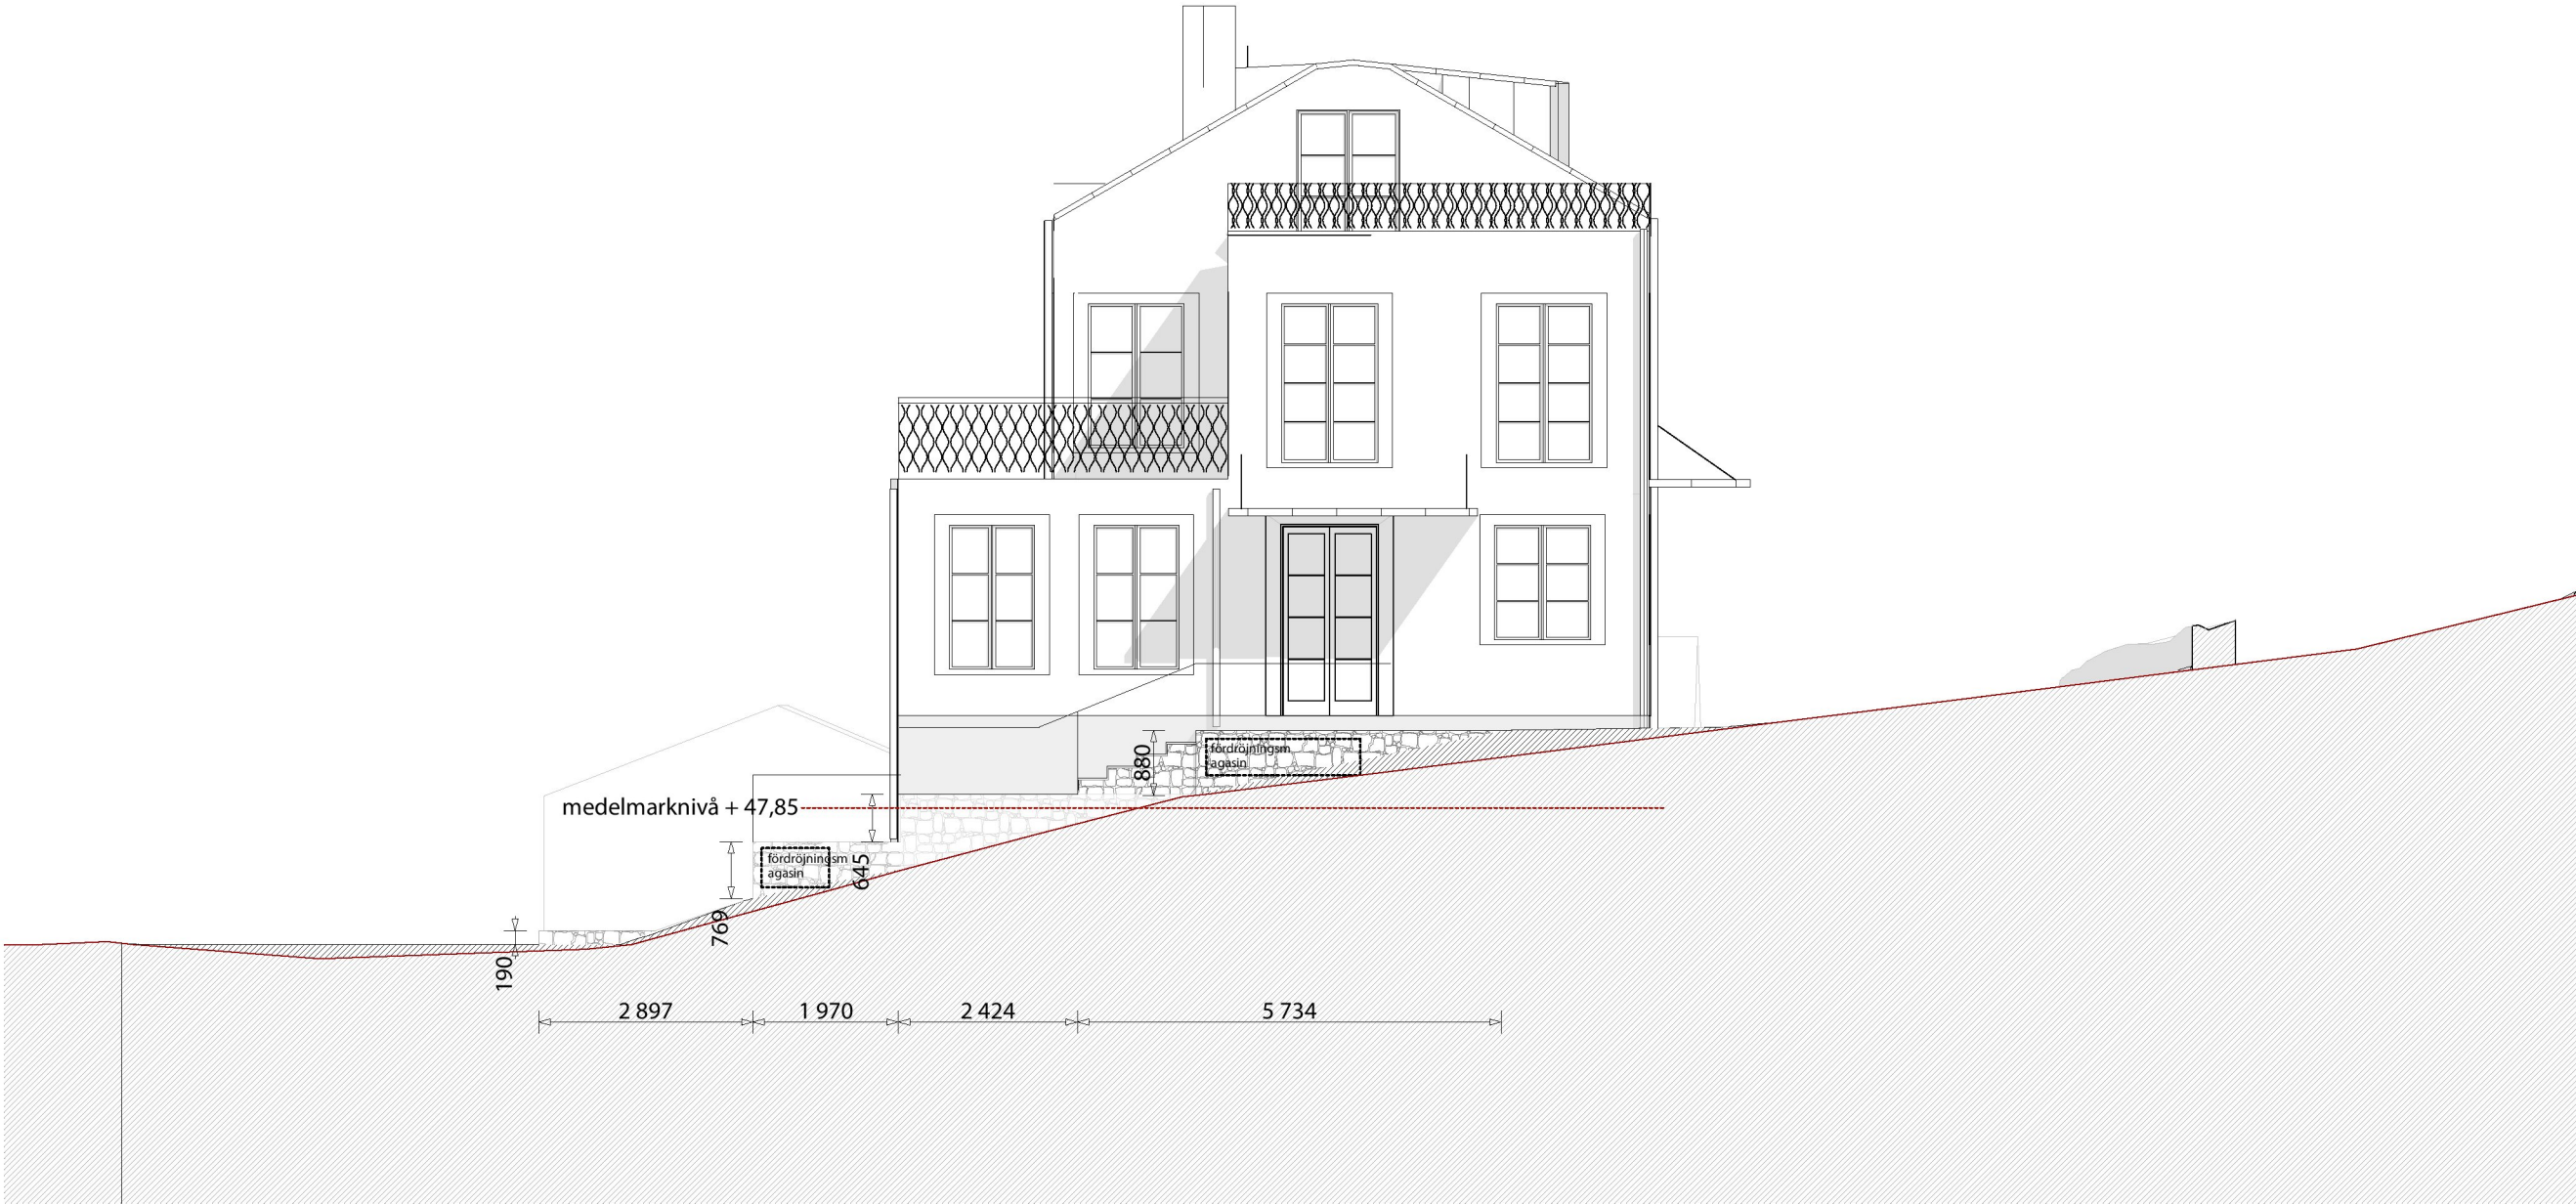 880
fördröjningsm
agasin
medelmarknivå + 47,85
fördröjningsm
agasin
645
769
190
2 897
1 970
2 424
5 734